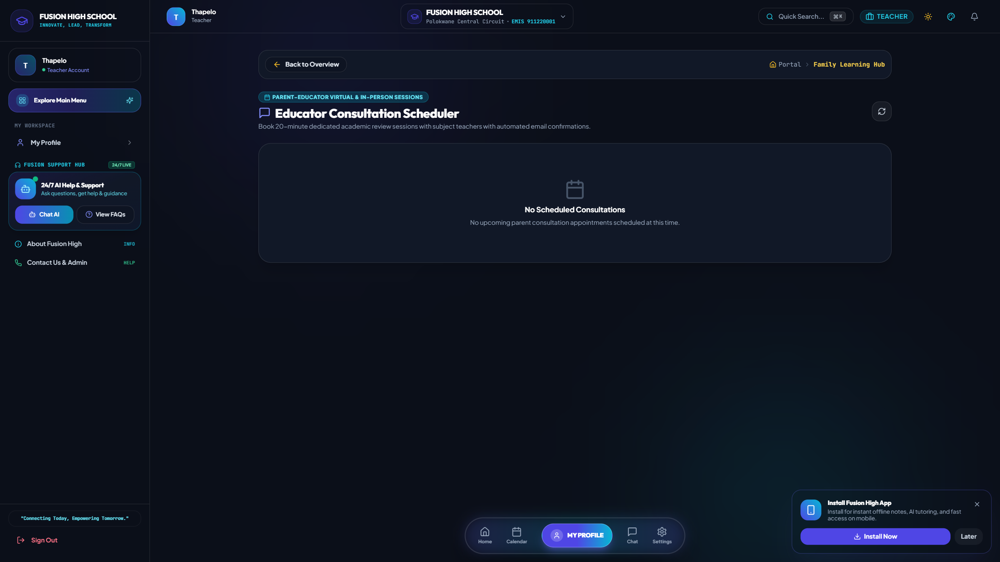 FUSION HIGH SCHOOL
INNOVATE, LEAD, TRANSFORM
T
Thapelo
Teacher Account
Explore Main Menu
MY WORKSPACE
My Profile
FUSION SUPPORT HUB
24/7 LIVE
24/7 AI Help & Support
Ask questions, get help & guidance
Chat AI
View FAQs
About Fusion High
INFO
Contact Us & Admin
HELP
"Connecting Today, Empowering Tomorrow."
Sign Out
T
Thapelo
Teacher
FUSION HIGH SCHOOL
Polokwane Central Circuit • EMIS 911220001
Quick Search...
⌘K
TEACHER
Back to Overview
Portal > Family Learning Hub
PARENT-EDUCATOR VIRTUAL & IN-PERSON SESSIONS
Educator Consultation Scheduler
Book 20-minute dedicated academic review sessions with subject teachers with automated email confirmations.
No Scheduled Consultations
No upcoming parent consultation appointments scheduled at this time.
Home
Calendar
MY PROFILE
Chat
Settings
Install Fusion High App
Install for instant offline notes, AI tutoring, and fast
access on mobile.
Install Now
Later